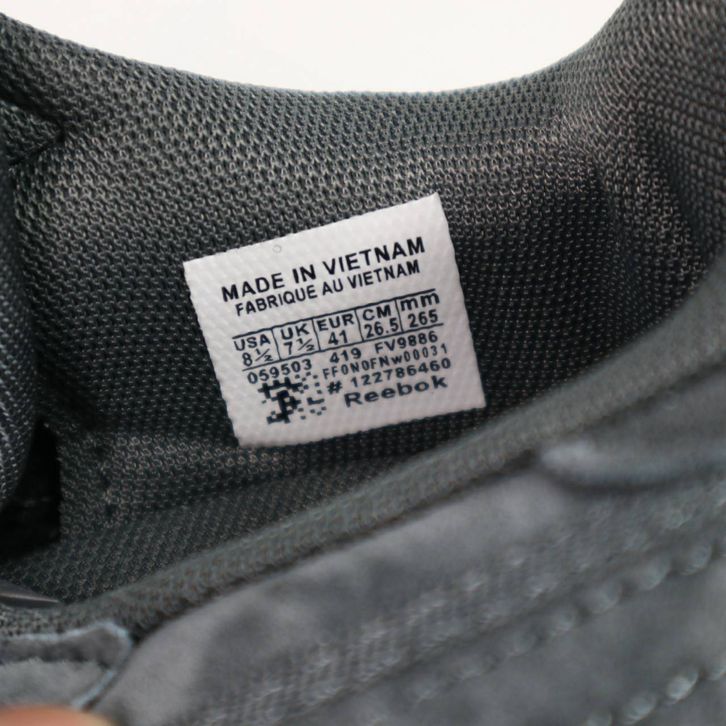 MADE IN VIETNAM
FABRIQUE AU VIETNAM
USA UK EUR CM mm
8½ 7½ 41 26.5 265
059503 419 FV9886
FF0N0FNw00031
# 122786460
Reebok